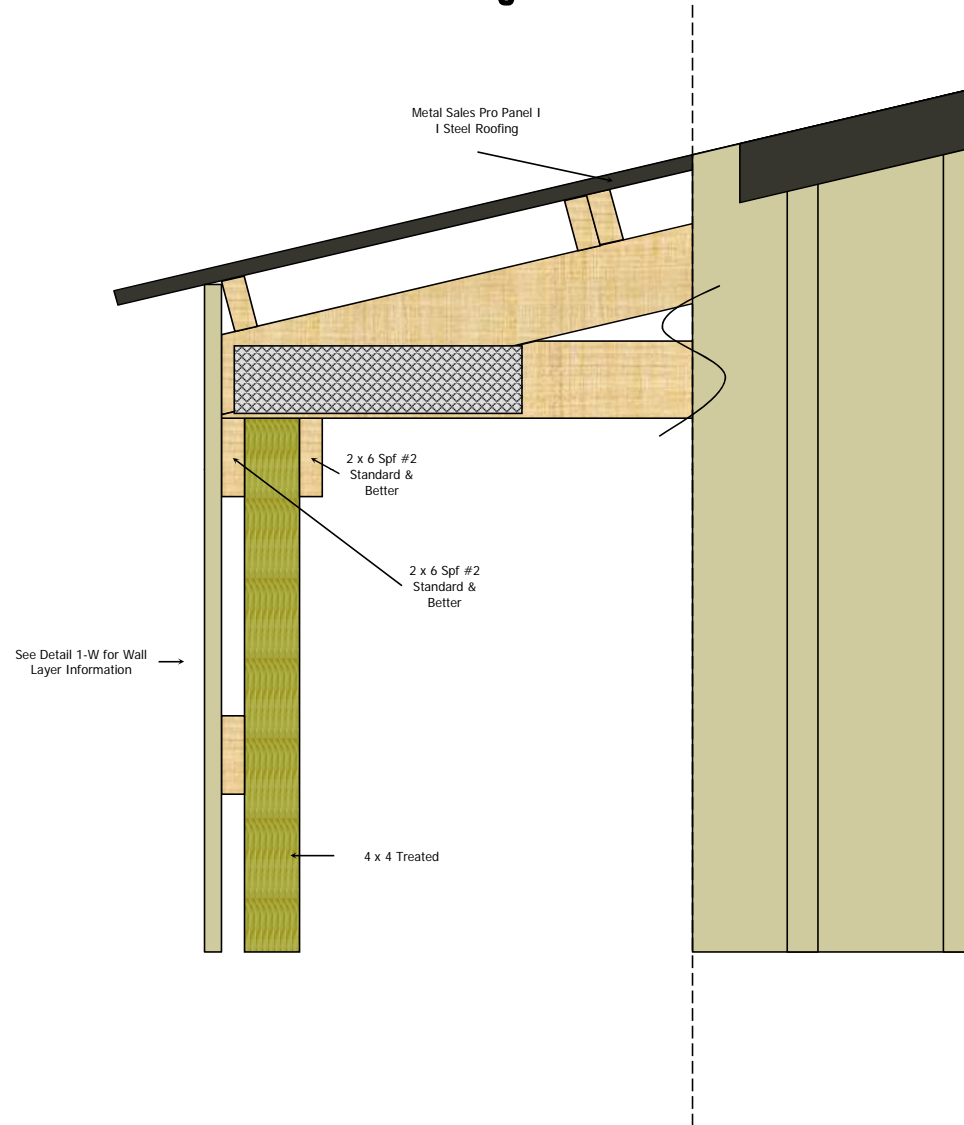 Metal Sales Pro Panel I
I Steel Roofing
2 x 6 Spf #2
Standard &
Better
2 x 6 Spf #2
Standard &
Better
See Detail 1-W for Wall
Layer Information
4 x 4 Treated